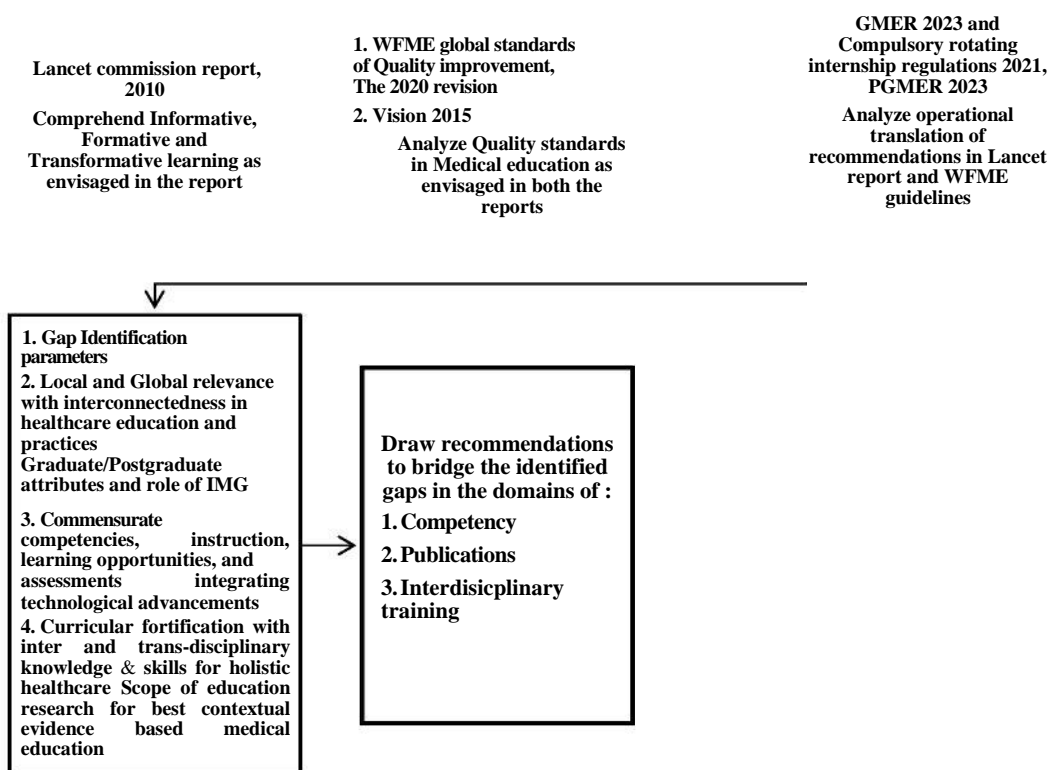 Lancet commission report,
2010
Comprehend Informative,
Formative and
Transformative learning as
envisaged in the report
1. WFME global standards
of Quality improvement,
The 2020 revision
2. Vision 2015
Analyze Quality standards
in Medical education as
envisaged in both the
reports
GMER 2023 and
Compulsory rotating
internship regulations 2021,
PGMER 2023
Analyze operational
translation of
recommendations in Lancet
report and WFME
guidelines
1. Gap Identification
parameters
2. Local and Global relevance
with interconnectedness in
healthcare education and
practices
Graduate/Postgraduate
attributes and role of IMG
3. Commensurate
competencies, instruction,
learning opportunities, and
assessments integrating
technological advancements
4. Curricular fortification with
inter and trans-disciplinary
knowledge & skills for holistic
healthcare Scope of education
research for best contextual
evidence based medical
education
Draw recommendations
to bridge the identified
gaps in the domains of :
1. Competency
2. Publications
3. Interdisicplinary
training